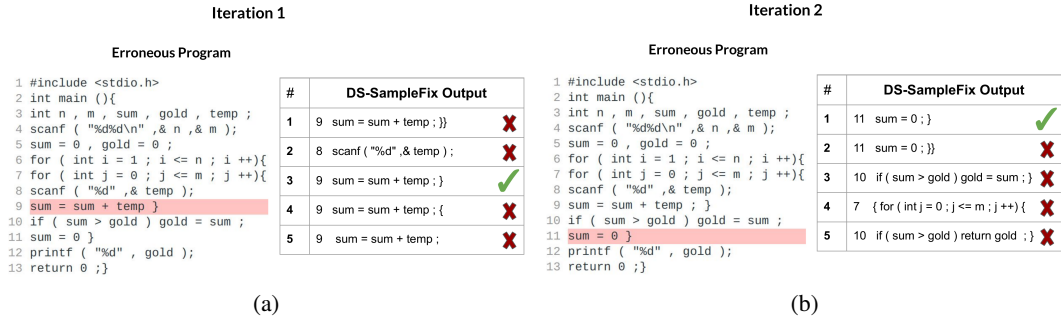 Iteration 1
Erroneous Program
1 #include <stdio.h>
2 int main (){
3 int n , m , sum , gold , temp ;
4 scanf ( "%d%d\n" ,& n ,& m );
5 sum = 0 , gold = 0 ;
6 for ( int i = 1 ; i <= n ; i ++){
7 for ( int j = 0 ; j <= m ; j ++){
8 scanf ( "%d" ,& temp );
9 sum = sum + temp }
10 if ( sum > gold ) gold = sum ;
11 sum = 0 }
12 printf ( "%d" , gold );
13 return 0 ;}
# DS-SampleFix Output
1 9 sum = sum + temp ; }}
2 8 scanf ( "%d" ,& temp ) ;
3 9 sum = sum + temp ; }
4 9 sum = sum + temp ; {
5 9 sum = sum + temp ;
(a)
Iteration 2
Erroneous Program
1 #include <stdio.h>
2 int main (){
3 int n , m , sum , gold , temp ;
4 scanf ( "%d%d\n" ,& n ,& m );
5 sum = 0 , gold = 0 ;
6 for ( int i = 1 ; i <= n ; i ++){
7 for ( int j = 0 ; j <= m ; j ++){
8 scanf ( "%d" ,& temp );
9 sum = sum + temp ; }
10 if ( sum > gold ) gold = sum ;
11 sum = 0 }
12 printf ( "%d" , gold );
13 return 0 ;}
# DS-SampleFix Output
1 11 sum = 0 ; }
2 11 sum = 0 ; }}
3 10 if ( sum > gold ) gold = sum ; }
4 7 { for ( int j = 0 ; j <= m ; j ++ ) {
5 10 if ( sum > gold ) return gold ; }
(b)